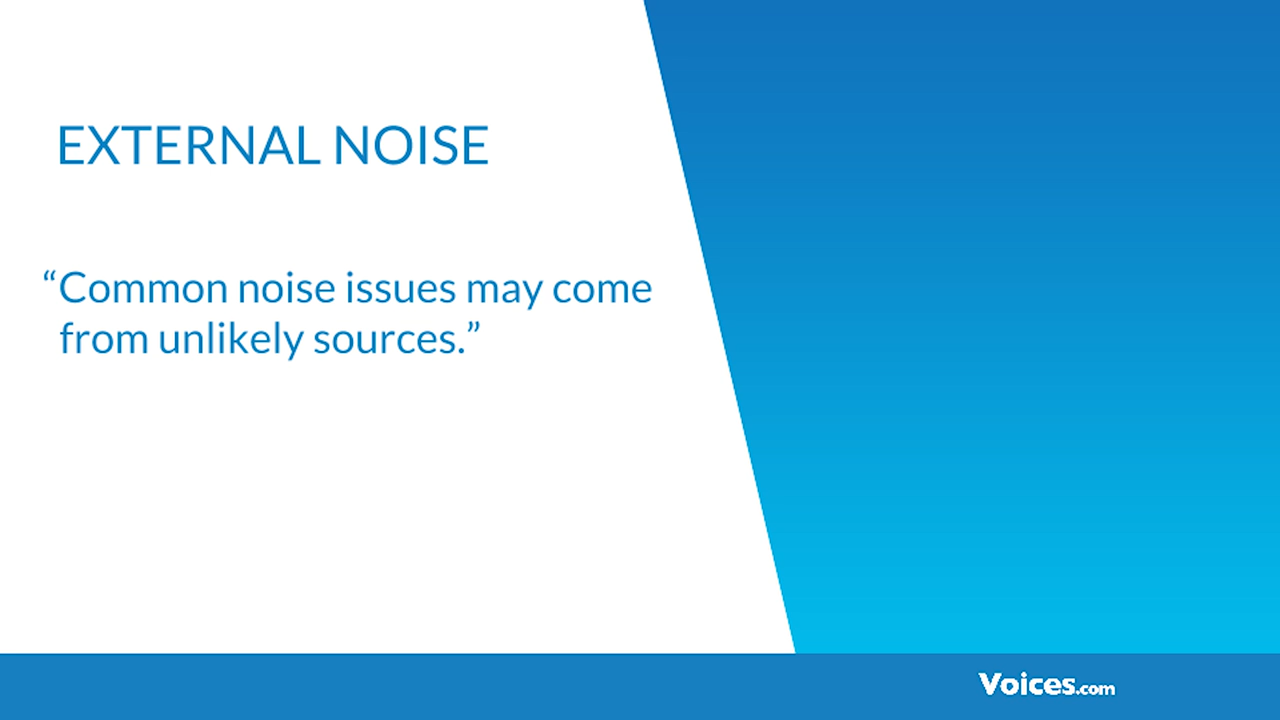 EXTERNAL NOISE
“Common noise issues may come
from unlikely sources.”
Voices.com